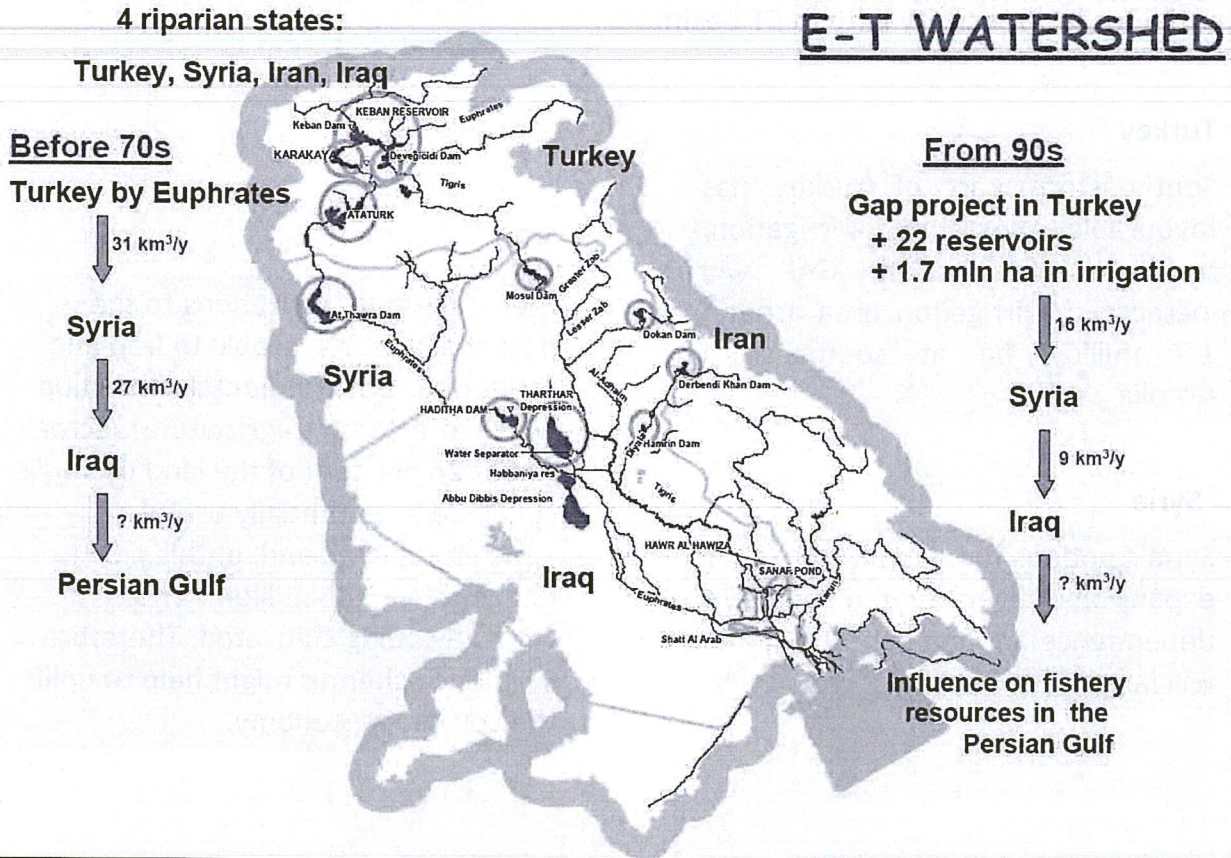 4 riparian states:
Turkey, Syria, Iran, Iraq
E-T WATERSHED
Before 70s
Turkey by Euphrates
31 km³/y
Syria
27 km³/y
Iraq
? km³/y
Persian Gulf
KEBAN RESERVOIR
Keban Dam
Euphrates
KARAKAYA
Devegicidi Dam
Turkey
Tigris
ATATURK
Mosul Dam
Greater Zab
Lesser Zab
At Thawra Dam
Euphrates
Syria
Dokan Dam
Iran
Al Adham
Derbendi Khan Dam
HADITHA DAM
THARTHAR
Depression
Diyala
Hamrin Dam
Water Separator
Habbaniya res
Tigris
Abbu Dibbis Depression
HAWR AL HAWIZA
SANAF POND
Iraq
Euphrates
Karun
Shatt Al Arab
From 90s
Gap project in Turkey
+ 22 reservoirs
+ 1.7 mln ha in irrigation
16 km³/y
Syria
9 km³/y
Iraq
? km³/y
Influence on fishery
resources in the
Persian Gulf